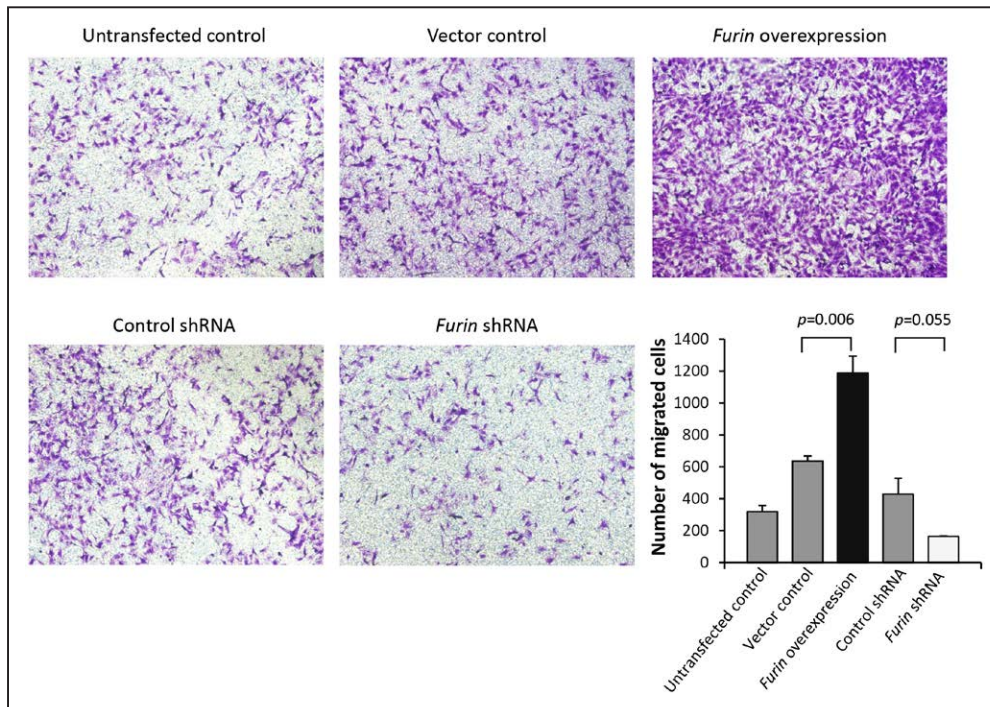 Untransfected control
Vector control
Furin overexpression
Control shRNA
Furin shRNA
p=0.006
p=0.055
Number of migrated cells
1400
1200
1000
800
600
400
200
0
Untransfected control
Vector control
Furin overexpression
Control shRNA
Furin shRNA